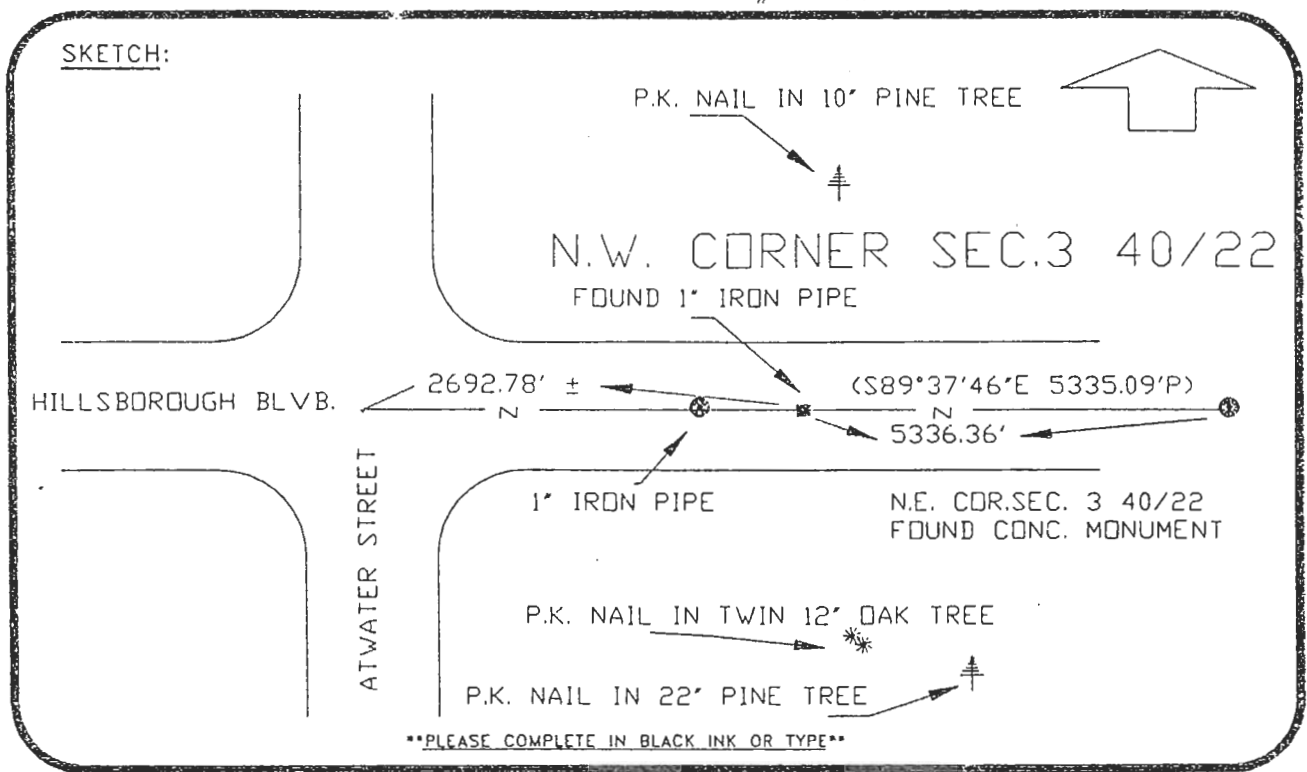 SKETCH:
P.K. NAIL IN 10" PINE TREE
N.W. CORNER SEC.3 40/22
FOUND 1" IRON PIPE
2692.78' ±
(S89°37'46"E 5335.09'P)
HILLSBOROUGH BLVB.
N
N
5336.36'
1" IRON PIPE
N.E. COR.SEC. 3 40/22
FOUND CONC. MONUMENT
ATWATER STREET
P.K. NAIL IN TWIN 12" OAK TREE
P.K. NAIL IN 22" PINE TREE
**PLEASE COMPLETE IN BLACK INK OR TYPE**